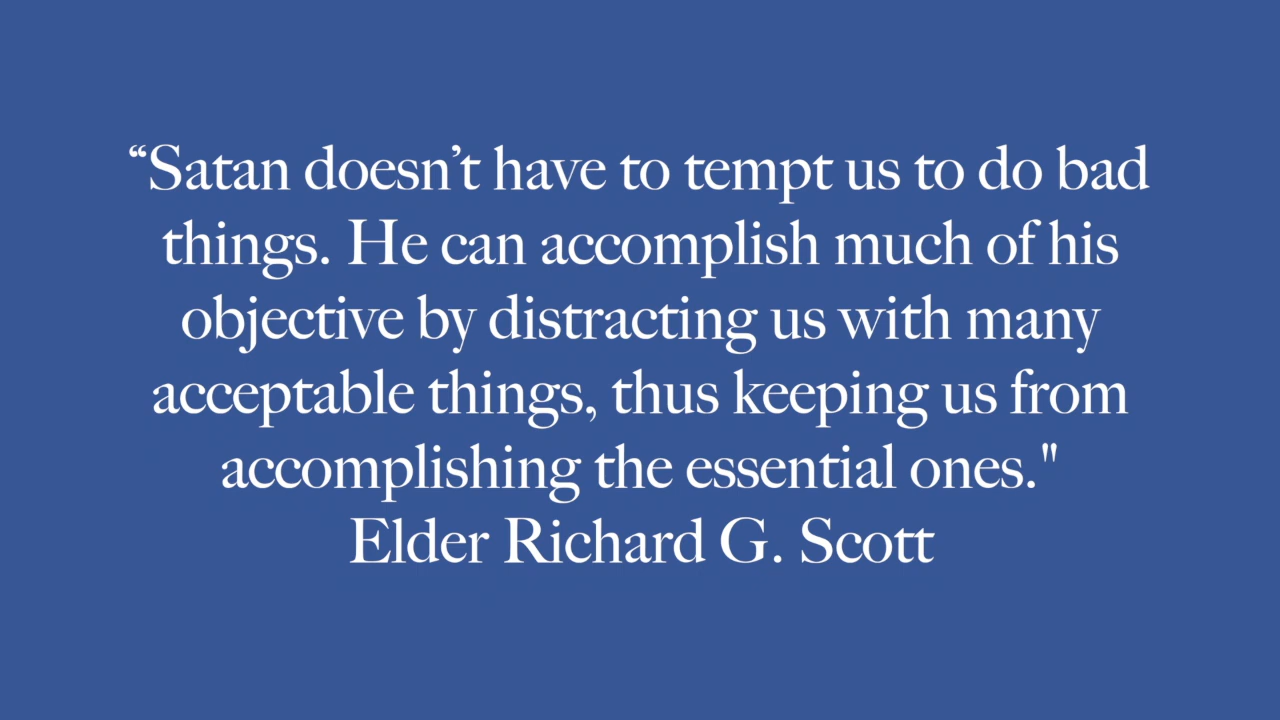 “Satan doesn’t have to tempt us to do bad
things. He can accomplish much of his
objective by distracting us with many
acceptable things, thus keeping us from
accomplishing the essential ones."
Elder Richard G. Scott